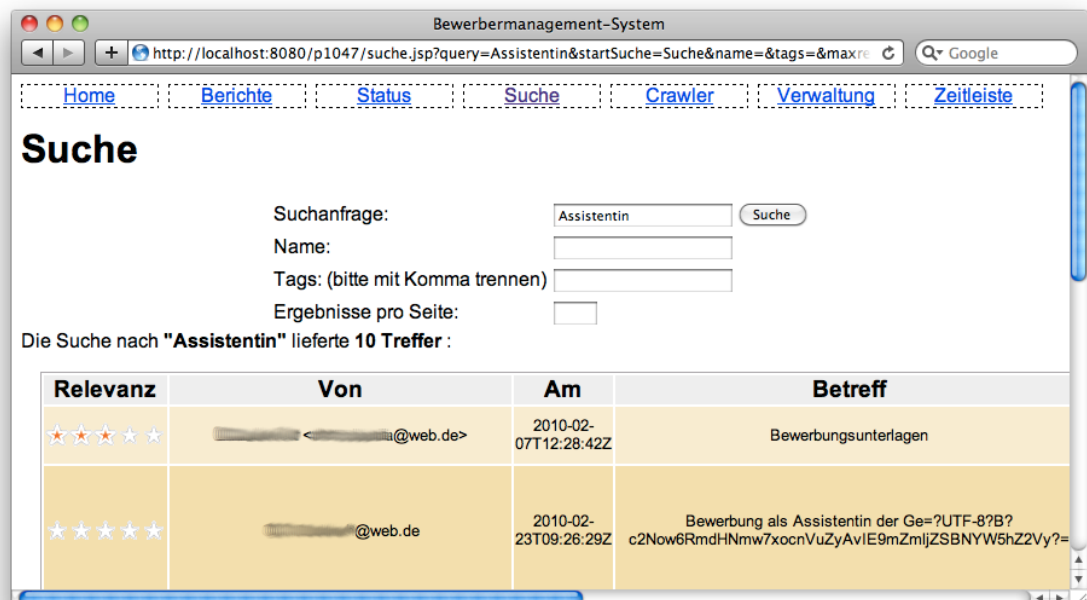 Bewerbermanagement-System
http://localhost:8080/p1047/suche.jsp?query=Assistentin&startSuche=Suche&name=&tags=&maxre
Google
Home Berichte Status Suche Crawler Verwaltung Zeitleiste
Suche
Suchanfrage: Assistentin Suche
Name:
Tags: (bitte mit Komma trennen)
Ergebnisse pro Seite:
Die Suche nach "Assistentin" lieferte 10 Treffer :
Relevanz Von Am Betreff
<a@web.de> 2010-02-
07T12:28:42Z Bewerbungsunterlagen
@web.de 2010-02-
23T09:26:29Z Bewerbung als Assistentin der Ge=?UTF-8?B?
c2Now6RmdHNmw7xocnVuZyAvIE9mZmljZSBNYW5hZ2Vy?=